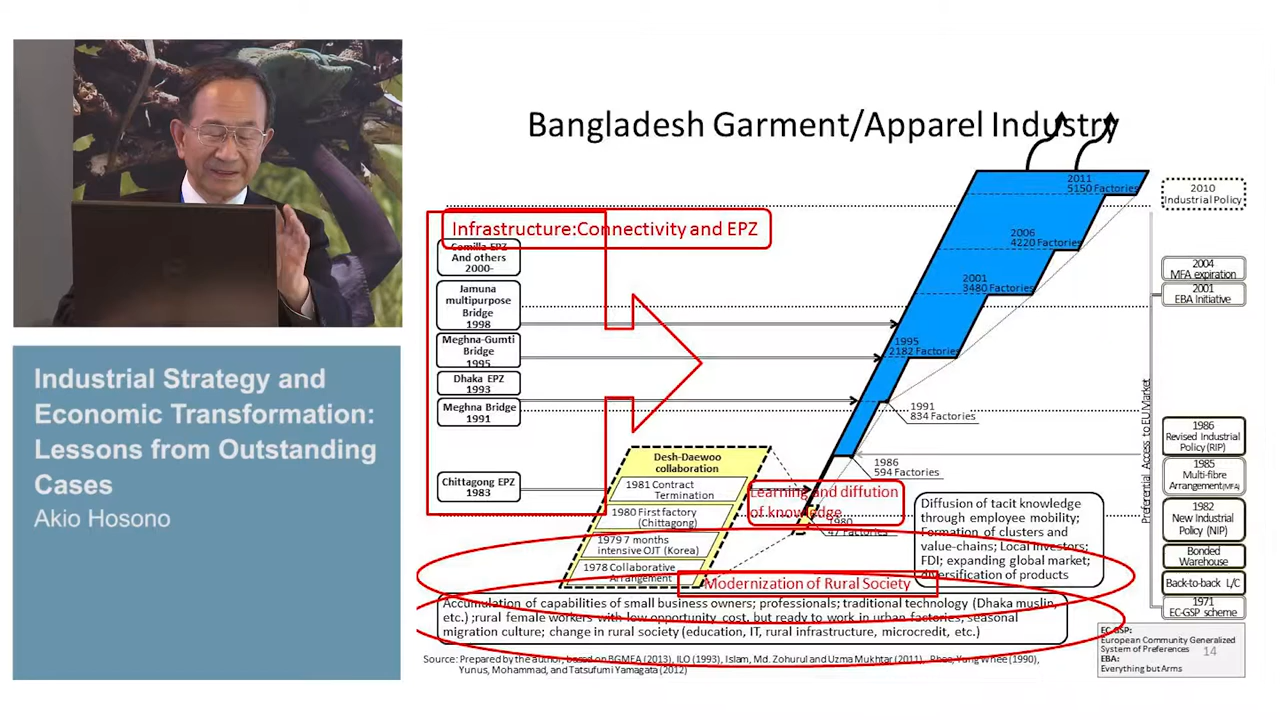 Industrial Strategy and
Economic Transformation:
Lessons from Outstanding
Cases
Akio Hosono
Bangladesh Garment/Apparel Industry
Infrastructure:Connectivity and EPZ
Comilla EPZ
And others
2000-
Jamuna
multipurpose
Bridge
1998
Meghna-Gumti
Bridge
1995
Dhaka EPZ
1993
Meghna Bridge
1991
Chittagong EPZ
1983
Desh-Daewoo
collaboration
1981 Contract
Termination
1980 First factory
(Chittagong)
1979 7 months
intensive OJT (Korea)
1978 Collaborative
Arrangement
2011
5150 Factories
2006
4220 Factories
2001
3480 Factories
1995
2182 Factories
1991
834 Factories
1986
594 Factories
1980
47 Factories
Learning and diffution
of knowledge
Diffusion of tacit knowledge
through employee mobility;
Formation of clusters and
value-chains; Local investors;
FDI; expanding global market;
diversification of products
Modernization of Rural Society
Accumulation of capabilities of small business owners; professionals; traditional technology (Dhaka muslin,
etc.) ;rural female workers with low opportunity cost, but ready to work in urban factories, seasonal
migration culture; change in rural society (education, IT, rural infrastructure, microcredit, etc.)
Preferential Access to EU Market
2010
Industrial Policy
2004
MFA expiration
2001
EBA Initiative
1986
Revised Industrial
Policy (RIP)
1985
Multi-fibre
Arrangement(MFA)
1982
New Industrial
Policy (NIP)
Bonded
Warehouse
Back-to-back L/C
1971
EC-GSP scheme
EC-GSP:
European Community Generalized
System of Preferences
EBA:
Everything but Arms
14
Source: Prepared by the author, based on BGMEA (2013), ILO (1993), Islam, Md. Zohurul and Uzma Mukhtar (2011), Rhee, Yung Whee (1990),
Yunus, Mohammad, and Tatsufumi Yamagata (2012)